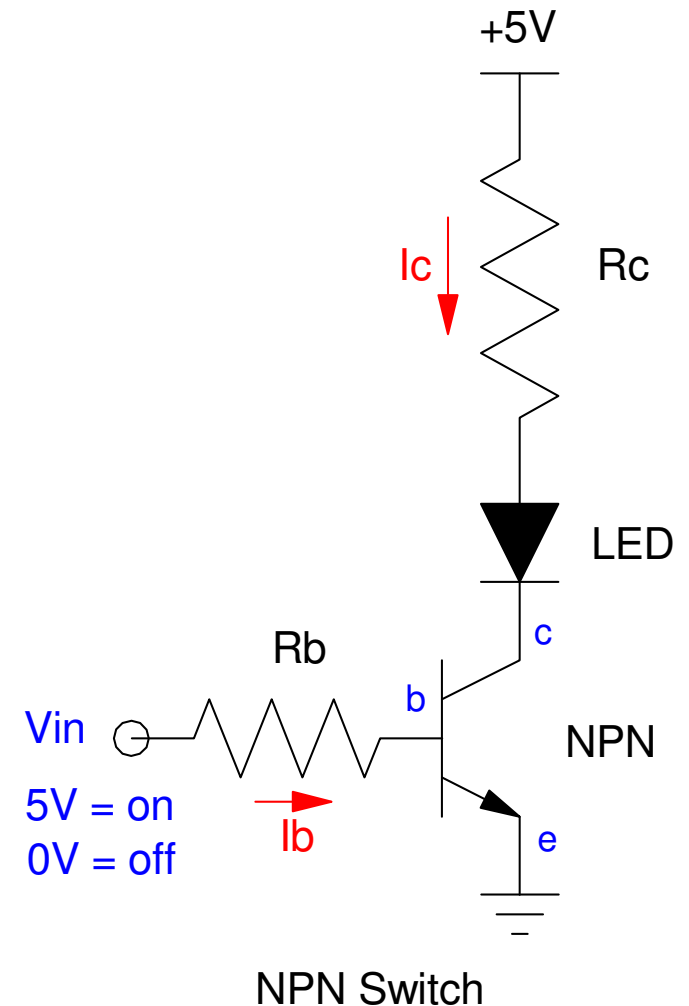 +5V
Ic
Rc
LED
c
Rb
b
Vin
NPN
5V = on
Ib
e
0V = off
NPN Switch